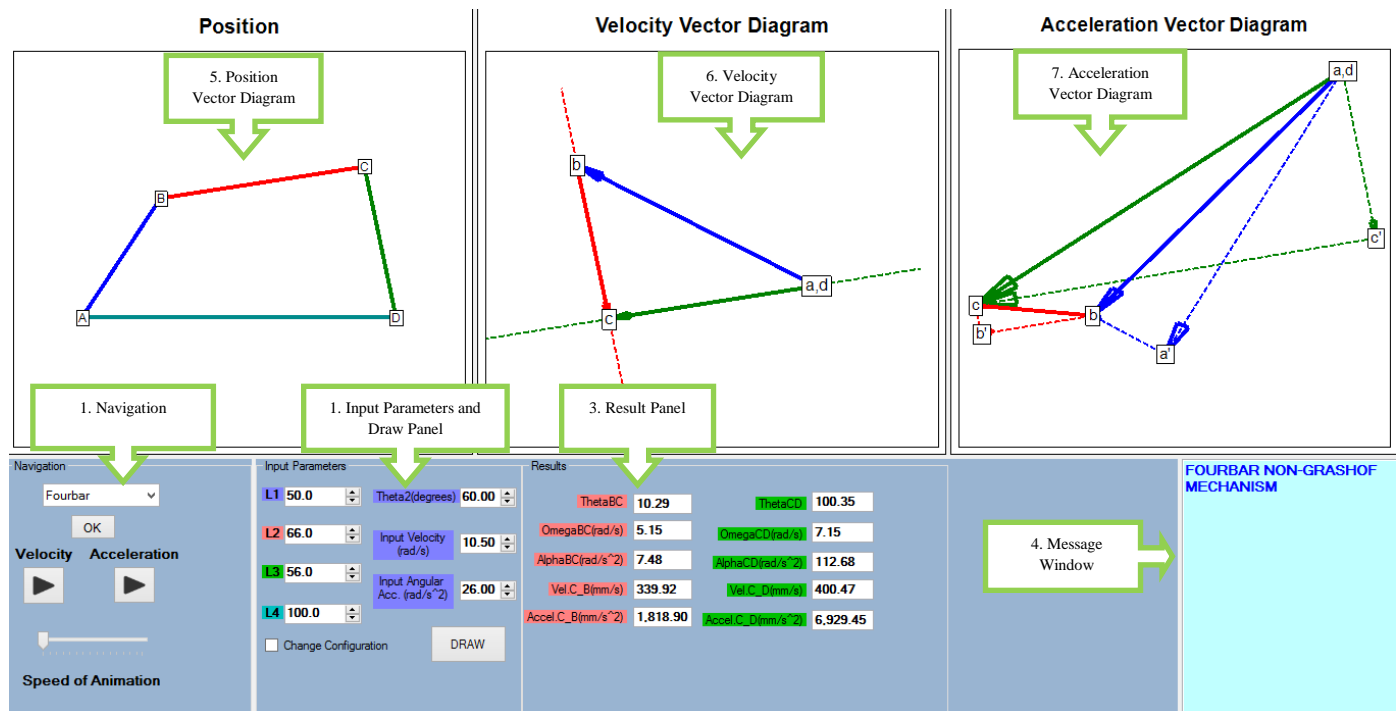 Position
Velocity Vector Diagram
Acceleration Vector Diagram
5. Position
Vector Diagram
6. Velocity
Vector Diagram
7. Acceleration
Vector Diagram
A
B
C
D
b
a,d
c
a,d
c'
c
b
b'
a'
1. Navigation
1. Input Parameters and
Draw Panel
3. Result Panel
Navigation
Fourbar
OK
Velocity Acceleration
Speed of Animation
Input Parameters
L1 50.0
Theta2(degrees) 60.00
L2 66.0
Input Velocity
(rad/s)
10.50
L3 56.0
Input Angular
Acc. (rad/s^2)
26.00
L4 100.0
Change Configuration
DRAW
Results
ThetaBC 10.29
ThetaCD 100.35
OmegaBC(rad/s) 5.15
OmegaCD(rad/s) 7.15
AlphaBC(rad/s^2) 7.48
AlphaCD(rad/s^2) 112.68
Vel.C_B(mm/s) 339.92
Vel.C_D(mm/s) 400.47
Accel.C_B(mm/s^2) 1,818.90
Accel.C_D(mm/s^2) 6,929.45
4. Message
Window
FOURBAR NON-GRASHOF
MECHANISM